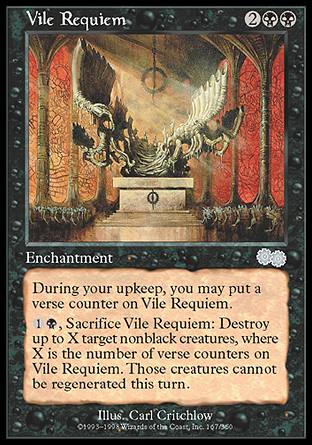 Vile Requiem 2
Enchantment
During your upkeep, you may put a
verse counter on Vile Requiem.
1 , Sacrifice Vile Requiem: Destroy
up to X target nonblack creatures, where
X is the number of verse counters on
Vile Requiem. Those creatures cannot
be regenerated this turn.
Illus. Carl Critchlow
©1993–1998 Wizards of the Coast, Inc. 167/350